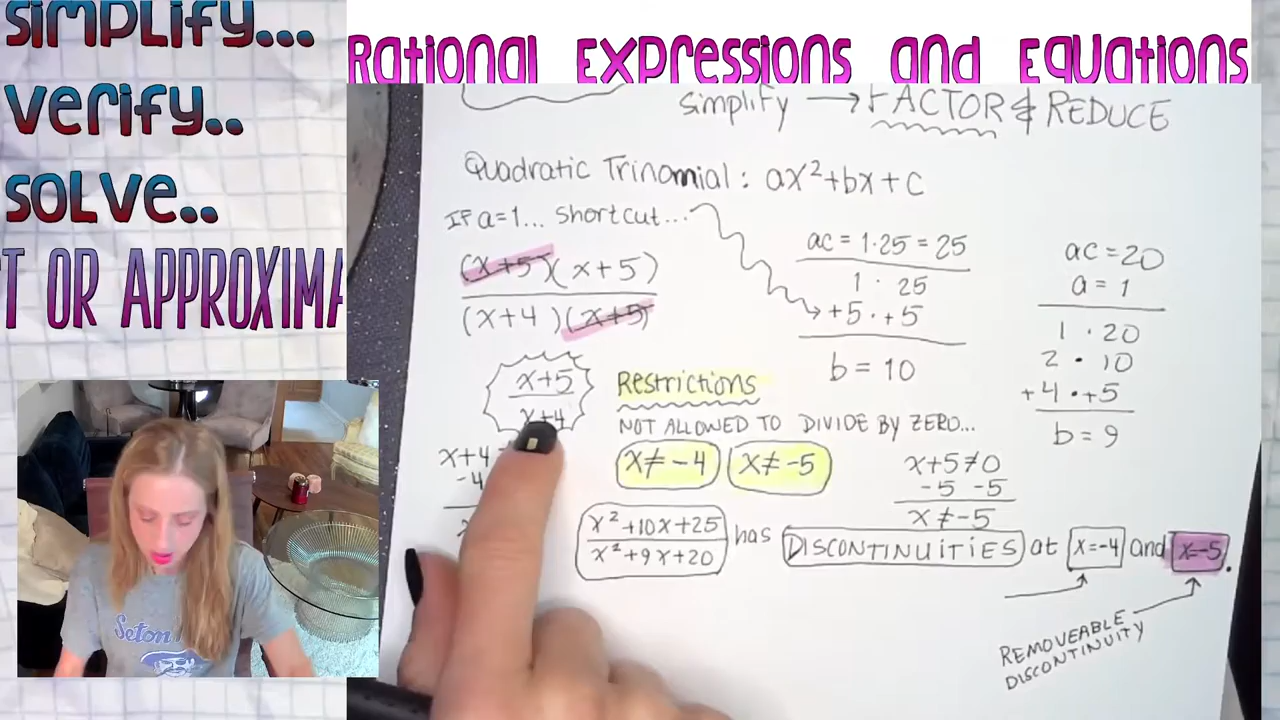 SIMPLIFY...
VERIFY..
SOLVE..
T OR APPROXIMA
Rational Expressions and Equations
Simplify → FACTOR & REDUCE
Quadratic Trinomial: ax²+bx+c
IF a=1... shortcut...
(x+5)(x+5)
(x+4)(x+5)
x+5
x+4
x+4
-4
ac = 1·25 = 25
1 · 25
+5 · +5
b = 10
ac=20
a=1
1 · 20
2 · 10
+4 · +5
b=9
Restrictions
NOT ALLOWED TO DIVIDE BY ZERO...
x≠-4 x≠-5
x+5≠0
-5 -5
x≠-5
x²+10x+25
x²+9x+20
has DISCONTINUITIES at x=-4 and x=-5.
REMOVEABLE
DISCONTINUITY
Seton